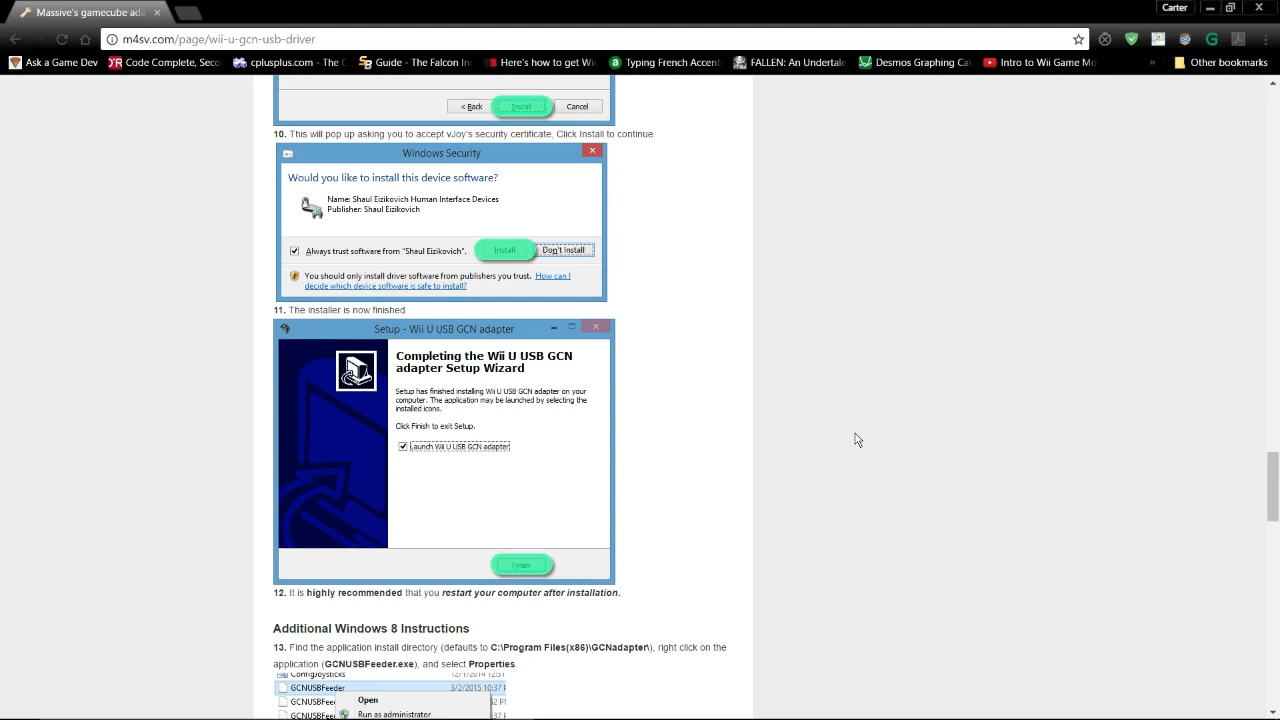 Massive's gamecube ada
Carter
m4sv.com/page/wii-u-gcn-usb-driver
Ask a Game Dev
Code Complete, Seco
cplusplus.com - The C
Guide - The Falcon In
Here's how to get Wi
Typing French Accent
FALLEN: An Undertale
Desmos Graphing Cal
Intro to Wii Game Mo
»
Other bookmarks
< Back Install Cancel
10. This will pop up asking you to accept vJoy's security certificate, Click Install to continue.
Windows Security
Would you like to install this device software?
Name: Shaul Eizikovich Human Interface Devices
Publisher: Shaul Eizikovich
Always trust software from "Shaul Eizikovich". Install Don't Install
You should only install driver software from publishers you trust. How can I
decide which device software is safe to install?
11. The installer is now finished
Setup - Wii U USB GCN adapter
Completing the Wii U USB GCN
adapter Setup Wizard
Setup has finished installing Wii U USB GCN adapter on your
computer. The application may be launched by selecting the
installed icons.
Click Finish to exit Setup.
Launch Wii U USB GCN adapter
Finish
12. It is highly recommended that you restart your computer after installation.
Additional Windows 8 Instructions
13. Find the application install directory (defaults to C:\Program Files(x86)\GCNadapter\), right click on the
application (GCNUSBFeeder.exe), and select Properties.
ConfigJoysticks
GCNUSBFeeder 3/2/2015 10:37 P
GCNUSBFee
Open
GCNUSBFee
Run as administrator